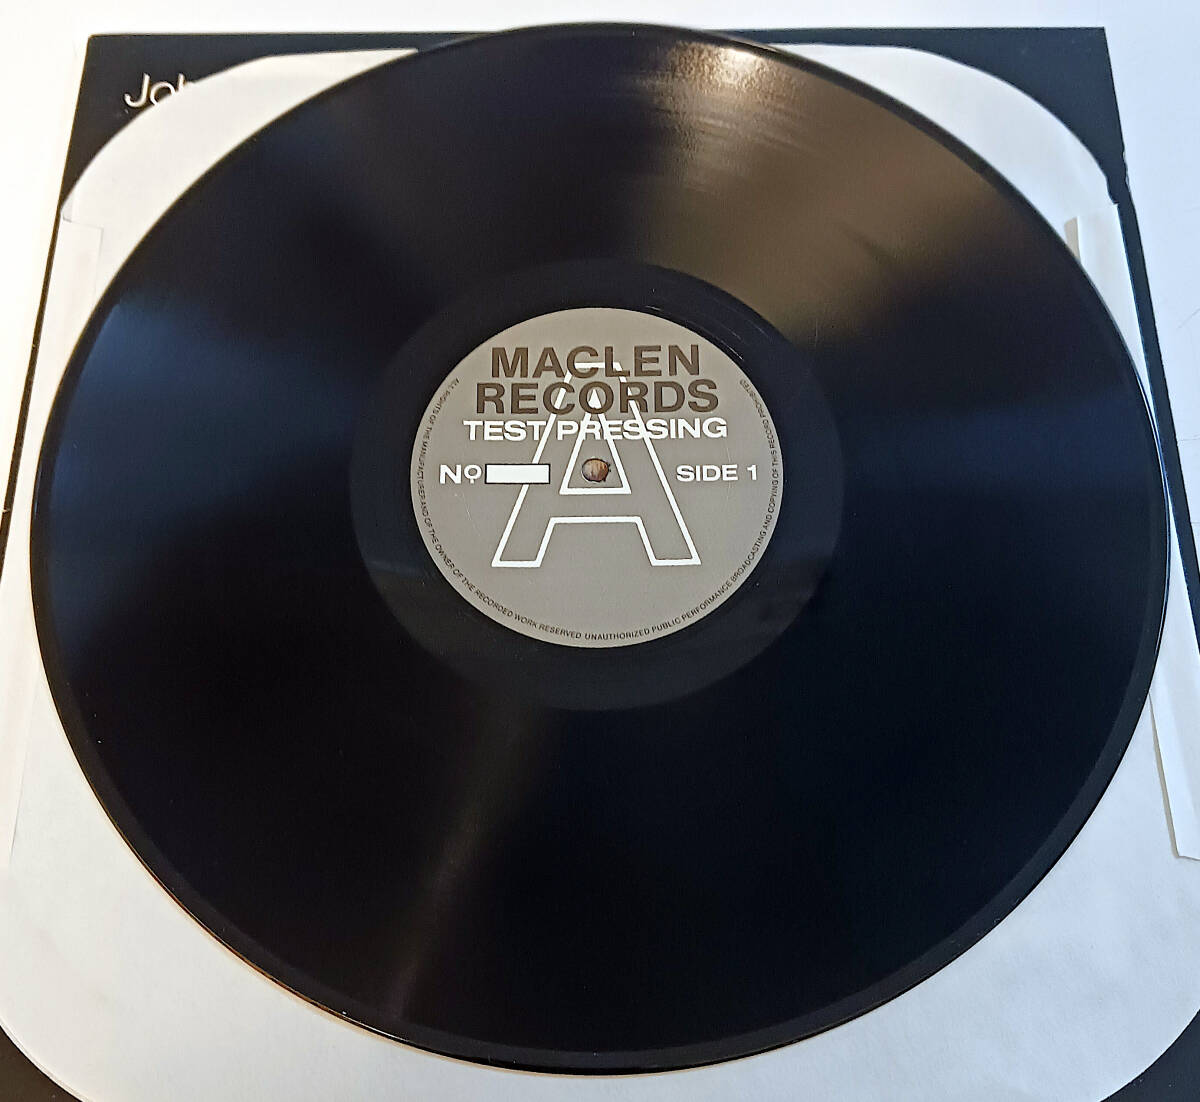 Joh
MACLEN
RECORDS
TEST PRESSING
A
Nº
SIDE 1
ALL RIGHTS OF THE MANUFACTURER AND OF THE OWNER OF THE RECORDED WORK RESERVED UNAUTHORIZED PUBLIC PERFORMANCE BROADCASTING AND COPYING OF THIS RECORD PROHIBITED